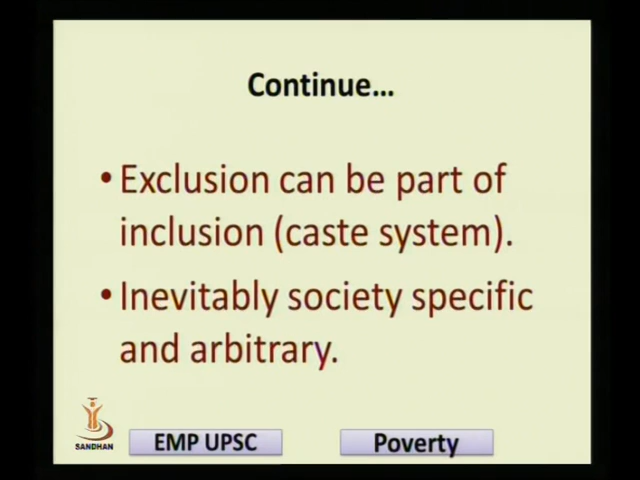 Continue...
• Exclusion can be part of
inclusion (caste system).
• Inevitably society specific
and arbitrary.
SANDHAN
EMP UPSC
Poverty